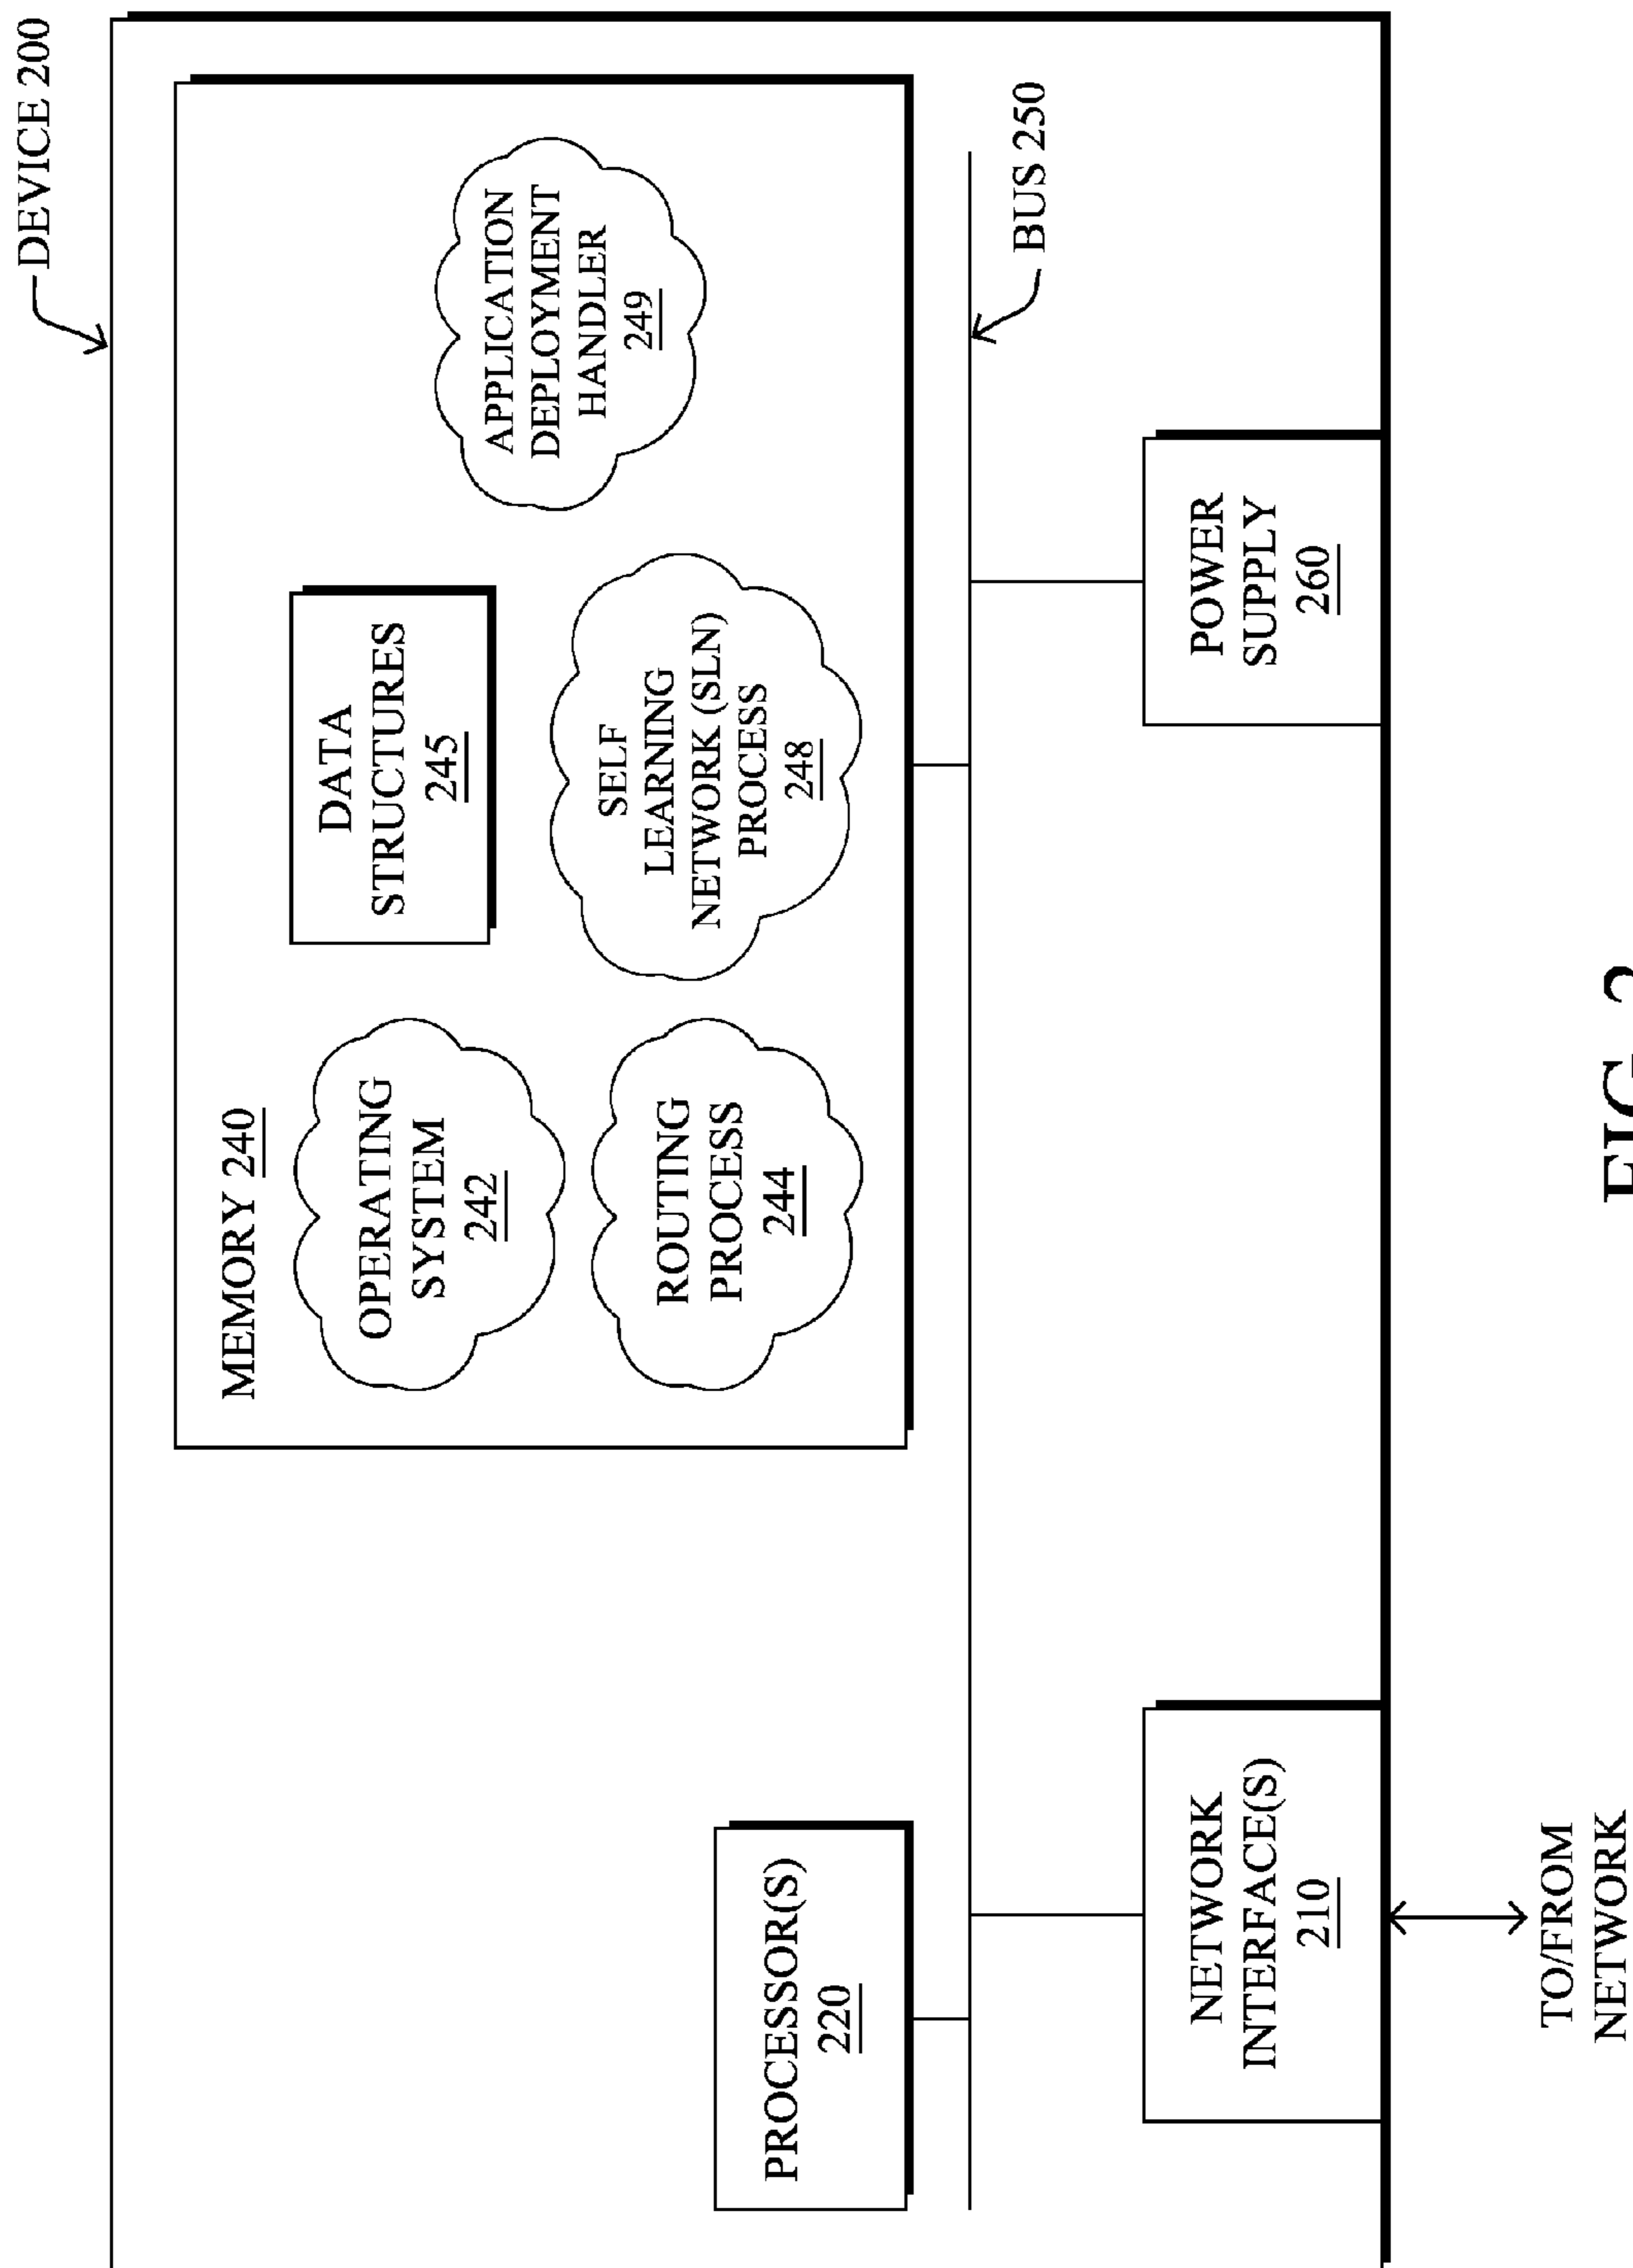 DEVICE 200
MEMORY 240
OPERATING
SYSTEM
242
ROUTING
PROCESS
244
DATA
STRUCTURES
245
SELF
LEARNING
NETWORK (SLN)
PROCESS
248
APPLICATION
DEPLOYMENT
HANDLER
249
PROCESSOR(S)
220
BUS 250
NETWORK
INTERFACE(S)
210
POWER
SUPPLY
260
TO/FROM
NETWORK